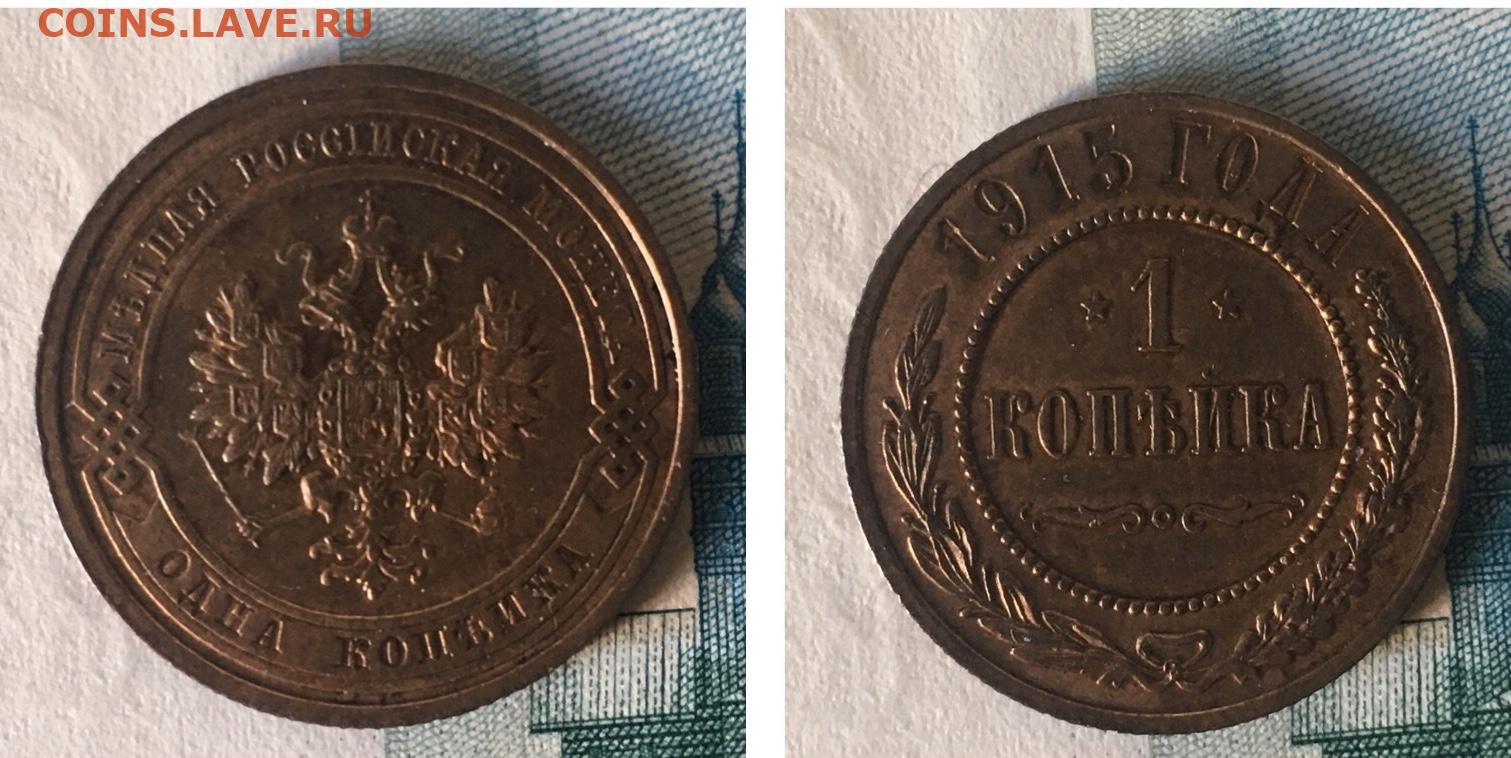 COINS.LAVE.RU
МѢДНАЯ РОССІЙСКАЯ МОНЕТА
ОДНА КОПѢЙКА
1915 ГОДА
1
КОПѢЙКА